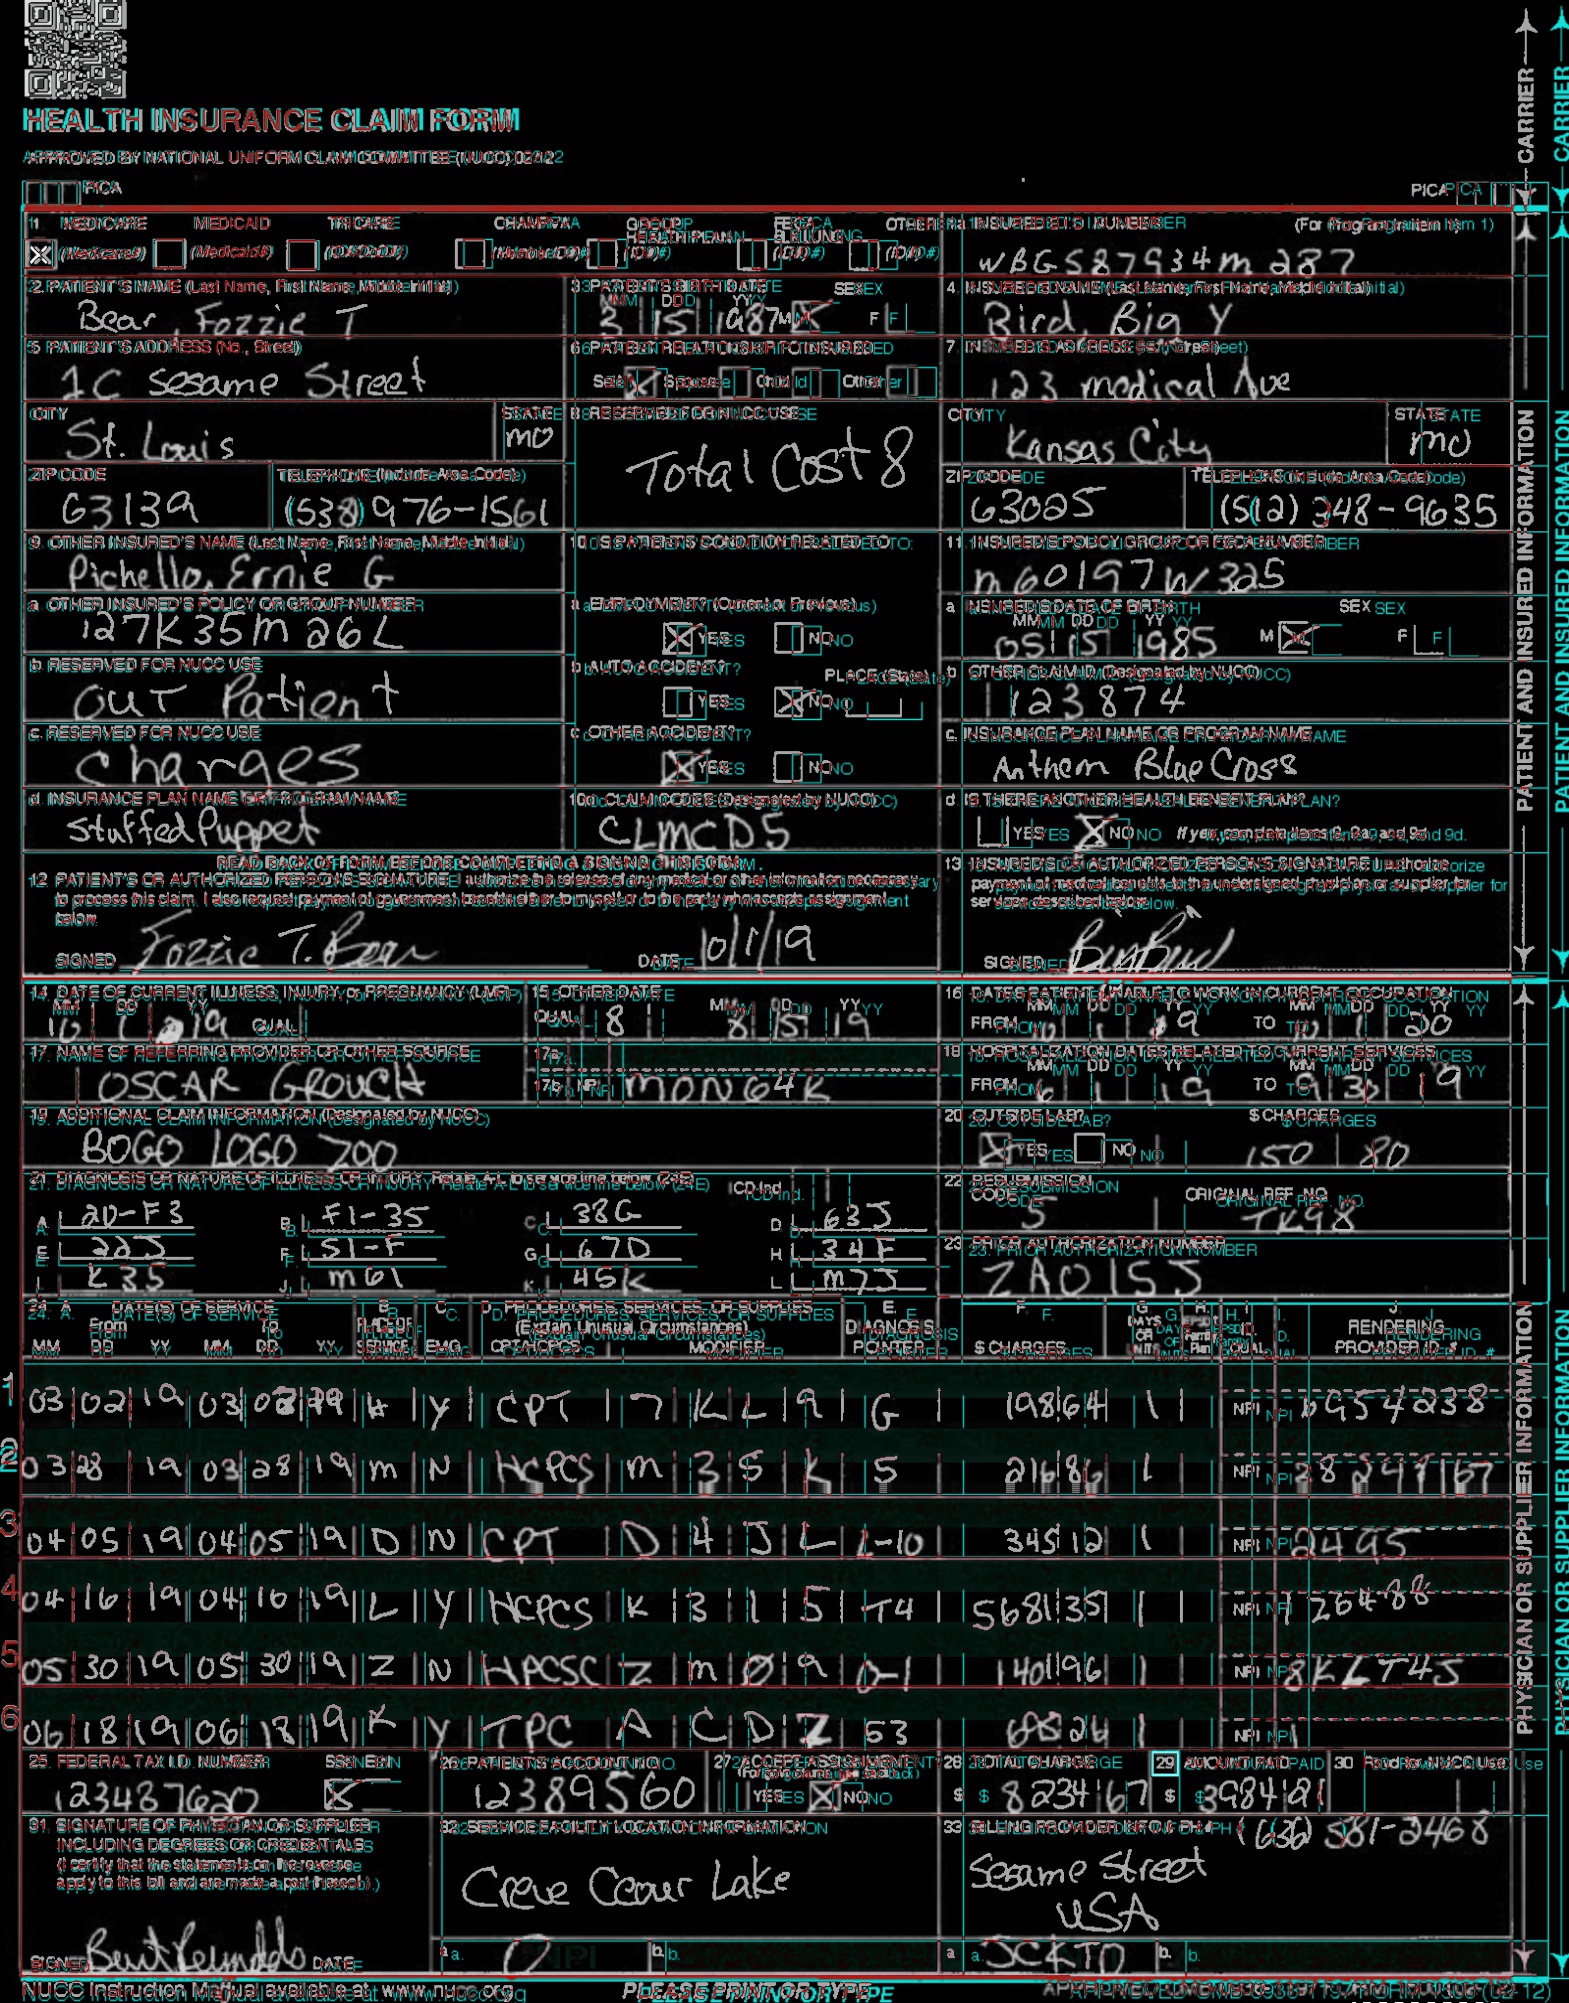 HEALTH INSURANCE CLAIM FORM
APPROVED BY NATIONAL UNIFORM CLAIM COMMITTEE (NUCC) 02/12
PICA PICA
CARRIER
1. MEDICARE MEDICAID TRICARE CHAMPVA GROUP HEALTH PLAN FECA BLK LUNG OTHER 1a. INSURED'S I.D. NUMBER (For Program in Item 1)
(Medicare#) (Medicaid#) (ID#/DoD#) (Member ID#) (ID#) (ID#) (ID#)
WBG587934M287
2. PATIENT'S NAME (Last Name, First Name, Middle Initial) 3. PATIENT'S BIRTH DATE SEX 4. INSURED'S NAME (Last Name, First Name, Middle Initial)
MM DD YY
Bear, Fozzie T 3 15 1987 M F Bird, Big Y
5. PATIENT'S ADDRESS (No., Street) 6. PATIENT RELATIONSHIP TO INSURED 7. INSURED'S ADDRESS (No., Street)
1C Sesame Street Self Spouse Child Other 123 medical Ave
CITY STATE 8. RESERVED FOR NUCC USE CITY STATE
St. Louis MO Total Cost 8 Kansas City MO
ZIP CODE TELEPHONE (Include Area Code) ZIP CODE TELEPHONE (Include Area Code)
63139 (538) 976-1561 63025 (512) 348-9635
9. OTHER INSURED'S NAME (Last Name, First Name, Middle Initial) 10. IS PATIENT'S CONDITION RELATED TO: 11. INSURED'S POLICY GROUP OR FECA NUMBER
Pichello, Ernie G M60197W325
a. OTHER INSURED'S POLICY OR GROUP NUMBER a. EMPLOYMENT? (Current or Previous) a. INSURED'S DATE OF BIRTH SEX
MM DD YY
127K35M26L YES NO 05 15 1985 M F
b. RESERVED FOR NUCC USE b. AUTO ACCIDENT? PLACE (State) b. OTHER CLAIM ID (Designated by NUCC)
OUT Patient YES NO 123874
c. RESERVED FOR NUCC USE c. OTHER ACCIDENT? c. INSURANCE PLAN NAME OR PROGRAM NAME
Charges YES NO Anthem Blue Cross
d. INSURANCE PLAN NAME OR PROGRAM NAME 10d. CLAIM CODES (Designated by NUCC) d. IS THERE ANOTHER HEALTH BENEFIT PLAN?
Stuffed Puppet CLMCD5 YES NO If yes, complete items 9, 9a, and 9d.
READ BACK OF FORM BEFORE COMPLETING & SIGNING THIS FORM.
12. PATIENT'S OR AUTHORIZED PERSON'S SIGNATURE I authorize the release of any medical or other information necessary
to process this claim. I also request payment of government benefits either to myself or to the party who accepts assignment
below.
13. INSURED'S OR AUTHORIZED PERSON'S SIGNATURE I authorize
payment of medical benefits to the undersigned physician or supplier for
services described below.
SIGNED Fozzie T. Bear DATE 10/1/19 SIGNED
PATIENT AND INSURED INFORMATION
14. DATE OF CURRENT ILLNESS, INJURY, or PREGNANCY (LMP) 15. OTHER DATE 16. DATES PATIENT UNABLE TO WORK IN CURRENT OCCUPATION
MM DD YY MM DD YY MM DD YY MM DD YY
10 1 19 QUAL. QUAL. 8 8 15 19 FROM 1 19 TO 1 20
17. NAME OF REFERRING PROVIDER OR OTHER SOURCE 17a. 18. HOSPITALIZATION DATES RELATED TO CURRENT SERVICES
MM DD YY MM DD YY
OSCAR GROUCH 17b. NPI MON64K FROM 6 1 19 TO 9 30 19
19. ADDITIONAL CLAIM INFORMATION (Designated by NUCC) 20. OUTSIDE LAB? $ CHARGES
BOGO LOGO 700 YES NO 150 80
21. DIAGNOSIS OR NATURE OF ILLNESS OR INJURY Relate A-L to service line below (24E) ICD Ind. 22. RESUBMISSION CODE ORIGINAL REF. NO.
A. 2D-F3 B. F1-35 C. 38G D. 63J 5 TK98
E. 22J F. S1-F G. 67D H. 34F 23. PRIOR AUTHORIZATION NUMBER
I. K35 J. M61 K. 45K L. M7J ZA015J
24. A. DATE(S) OF SERVICE B. C. D. PROCEDURES, SERVICES, OR SUPPLIES E. F. G. H. I. J.
From To PLACE OF (Explain Unusual Circumstances) DIAGNOSIS DAYS OR UNITS EPSDT Family Plan ID. RENDERING
MM DD YY MM DD YY SERVICE EMG CPT/HCPCS MODIFIER POINTER $ CHARGES QUAL. PROVIDER ID. #
1 03 02 19 03 Y CPT 7 K L 9 G 198 64 1 NPI 6954238
2 03 28 19 03 28 19 M N HCPCS M 3 S K 5 216 86 1 NPI 28249167
3 04 05 19 04 05 19 D N CPT D 4 J L L-10 345 12 1 NPI 2495
4 04 16 19 04 16 19 L Y HCPCS K 3 1 5 T4 5681 35 1 NPI 126488
5 05 30 19 05 30 19 Z N HPCSC Z M Ø 9 0-1 1401 96 1 NPI 8KLT45
6 06 18 19 06 18 19 K Y TPC A C D Z 53 26 1 NPI
25. FEDERAL TAX I.D. NUMBER SSN EIN 26. PATIENT'S ACCOUNT NO. 27. ACCEPT ASSIGNMENT? 28. TOTAL CHARGE 29. AMOUNT PAID 30. Rsvd for NUCC Use
(For govt. claims, see back)
123487620 12389560 YES NO $ 8234 67 $ 3984 21
31. SIGNATURE OF PHYSICIAN OR SUPPLIER
INCLUDING DEGREES OR CREDENTIALS
(I certify that the statements on the reverse
apply to this bill and are made a part thereof.)
SIGNED Burt Reynolds DATE
32. SERVICE FACILITY LOCATION INFORMATION
Creve Ceour Lake
a. b.
33. BILLING PROVIDER INFO & PH # (636) 581-2468
Sesame Street
USA
a. JCKTD b.
PHYSICIAN OR SUPPLIER INFORMATION
NUCC Instruction Manual available at: www.nucc.org PLEASE PRINT OR TYPE